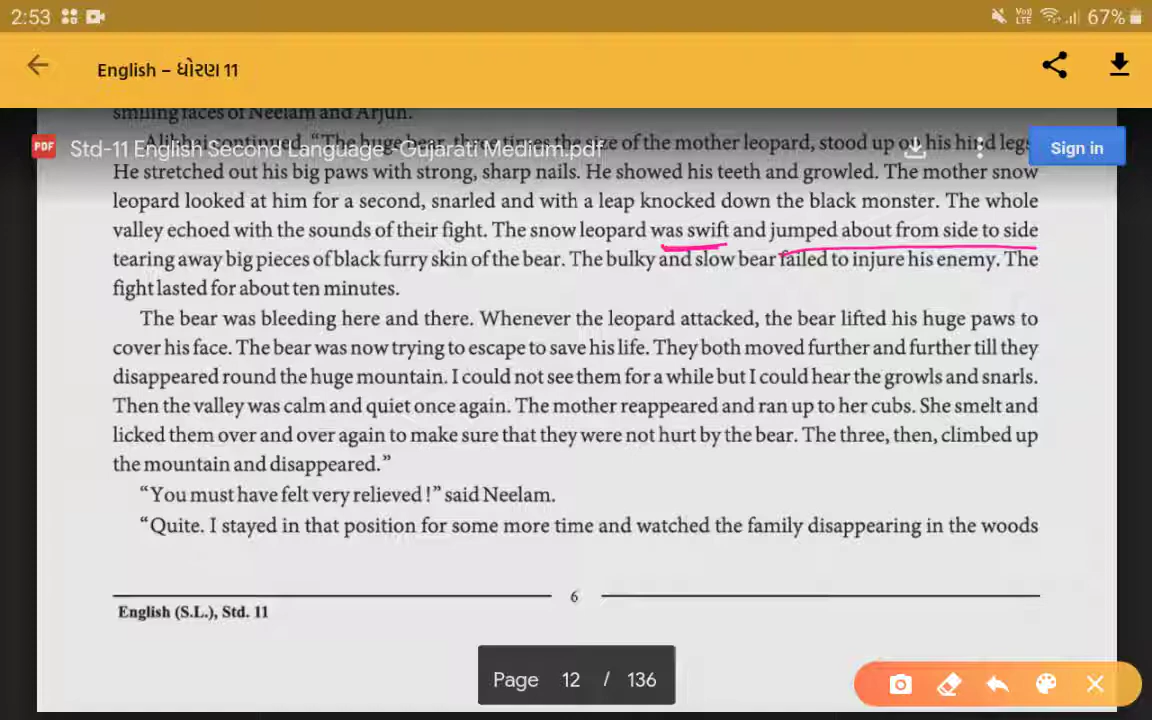 2:53 67%
English – ધોરણ 11
smiling faces of Neelam and Arjun.
Alibhai continued, “The huge bear, three times the size of the mother leopard, stood up on his hind legs.
PDF Std-11 English Second Language - Gujarati Medium.pdf Sign in
He stretched out his big paws with strong, sharp nails. He showed his teeth and growled. The mother snow
leopard looked at him for a second, snarled and with a leap knocked down the black monster. The whole
valley echoed with the sounds of their fight. The snow leopard was swift and jumped about from side to side
tearing away big pieces of black furry skin of the bear. The bulky and slow bear failed to injure his enemy. The
fight lasted for about ten minutes.
The bear was bleeding here and there. Whenever the leopard attacked, the bear lifted his huge paws to
cover his face. The bear was now trying to escape to save his life. They both moved further and further till they
disappeared round the huge mountain. I could not see them for a while but I could hear the growls and snarls.
Then the valley was calm and quiet once again. The mother reappeared and ran up to her cubs. She smelt and
licked them over and over again to make sure that they were not hurt by the bear. The three, then, climbed up
the mountain and disappeared.”
“You must have felt very relieved !” said Neelam.
“Quite. I stayed in that position for some more time and watched the family disappearing in the woods
6
English (S.L.), Std. 11
Page 12 / 136